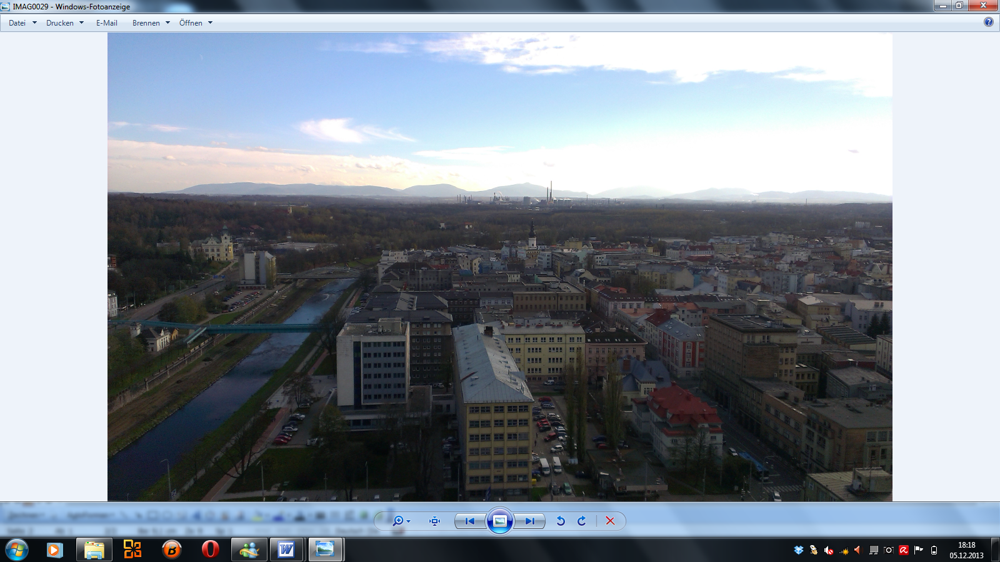 IMAG0029 - Windows-Fotoanzeige
Datei Drucken E-Mail Brennen Öffnen
18:18
05.12.2013